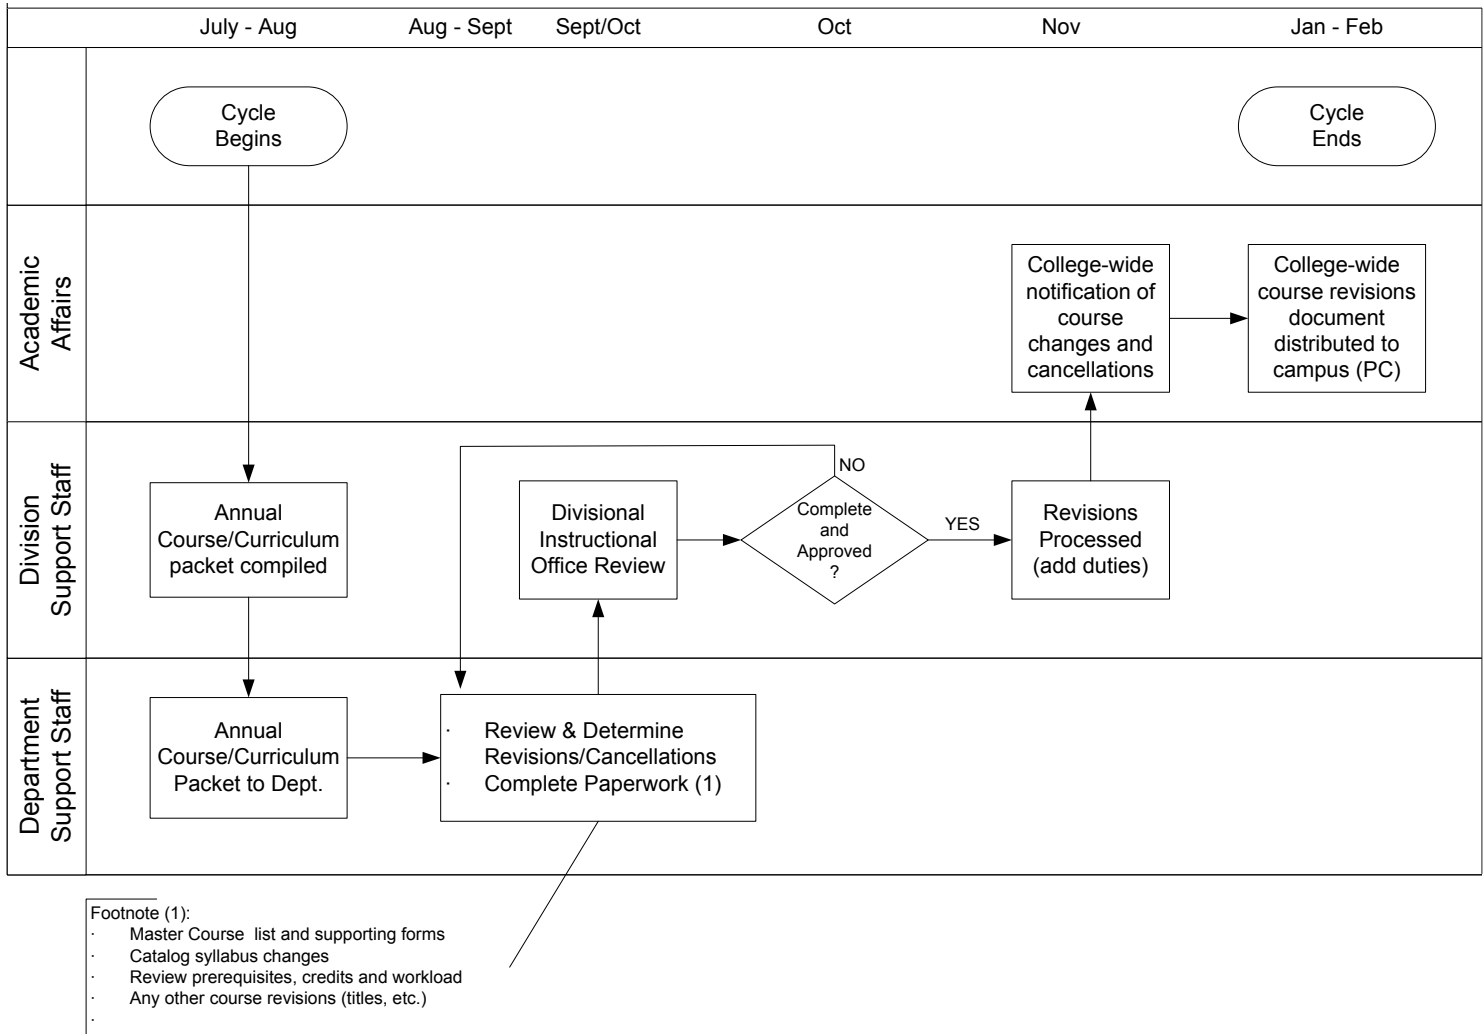 July - Aug
Aug - Sept
Sept/Oct
Oct
Nov
Jan - Feb
Cycle
Begins
Cycle
Ends
Academic
Affairs
College-wide
notification of
course
changes and
cancellations
College-wide
course revisions
document
distributed to
campus (PC)
Division
Support Staff
Annual
Course/Curriculum
packet compiled
Divisional
Instructional
Office Review
NO
Complete
and
Approved
?
YES
Revisions
Processed
(add duties)
Department
Support Staff
Annual
Course/Curriculum
Packet to Dept.
· Review & Determine
Revisions/Cancellations
· Complete Paperwork (1)
Footnote (1):
· Master Course list and supporting forms
· Catalog syllabus changes
· Review prerequisites, credits and workload
· Any other course revisions (titles, etc.)
·